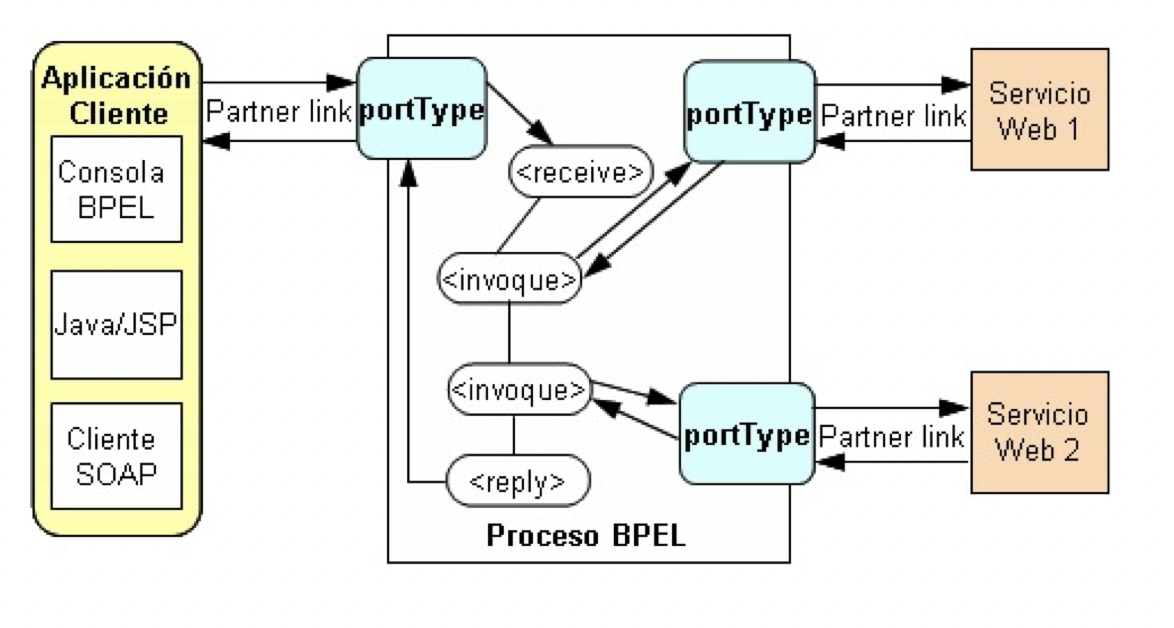 Aplicación
Cliente
Consola
BPEL
Java/JSP
Cliente
SOAP
Partner link
portType
<receive>
<invoque>
<invoque>
<reply>
Proceso BPEL
portType
Partner link
Servicio
Web 1
portType
Partner link
Servicio
Web 2